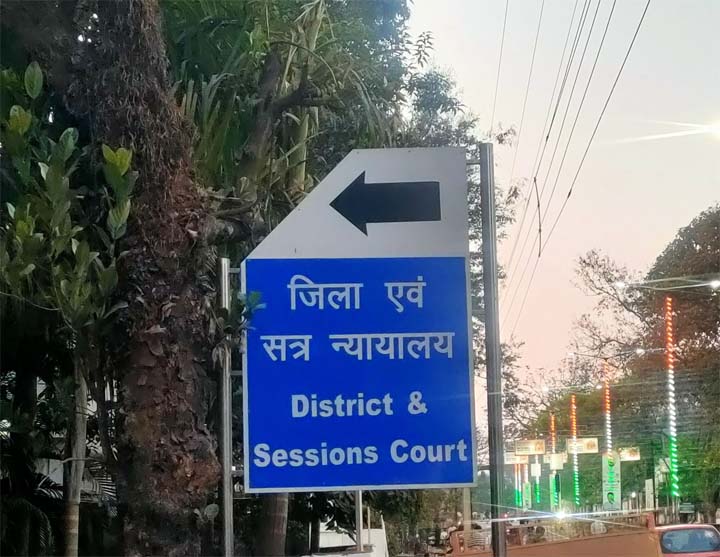 जिला एवं
सत्र न्यायालय
District &
Sessions Court